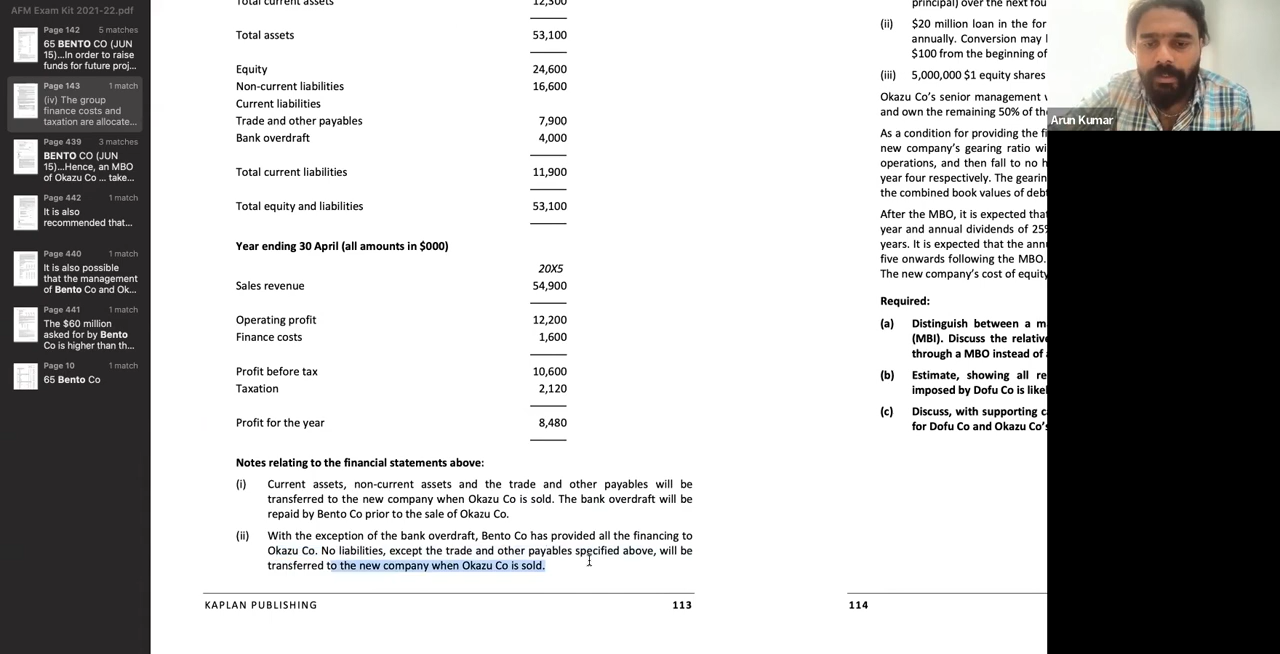 AFM Exam Kit 2021-22.pdf
Page 142 5 matches
65 BENTO CO (JUN
15)...In order to raise
funds for future proj...
Page 143 1 match
(iv) The group
finance costs and
taxation are allocate...
Page 439 3 matches
BENTO CO (JUN
15)...Hence, an MBO
of Okazu Co ... take...
Page 442 1 match
It is also
recommended that...
Page 440 1 match
It is also possible
that the management
of Bento Co and Ok...
Page 441 1 match
The $60 million
asked for by Bento
Co is higher than th...
Page 10 1 match
65 Bento Co
Total current assets 12,500
Total assets 53,100
Equity 24,600
Non-current liabilities 16,600
Current liabilities
Trade and other payables 7,900
Bank overdraft 4,000
Total current liabilities 11,900
Total equity and liabilities 53,100
Year ending 30 April (all amounts in $000)
20X5
Sales revenue 54,900
Operating profit 12,200
Finance costs 1,600
Profit before tax 10,600
Taxation 2,120
Profit for the year 8,480
Notes relating to the financial statements above:
(i) Current assets, non-current assets and the trade and other payables will be
transferred to the new company when Okazu Co is sold. The bank overdraft will be
repaid by Bento Co prior to the sale of Okazu Co.
(ii) With the exception of the bank overdraft, Bento Co has provided all the financing to
Okazu Co. No liabilities, except the trade and other payables specified above, will be
transferred to the new company when Okazu Co is sold.
KAPLAN PUBLISHING 113
principal) over the next fou
(ii) $20 million loan in the for
annually. Conversion may
$100 from the beginning of
(iii) 5,000,000 $1 equity shares
Okazu Co's senior management
and own the remaining 50% of the
As a condition for providing the fi
new company's gearing ratio wi
operations, and then fall to no h
year four respectively. The gearing
the combined book values of debt
After the MBO, it is expected that
year and annual dividends of 25%
years. It is expected that the annu
five onwards following the MBO.
The new company's cost of equity
Required:
(a) Distinguish between a m
(MBI). Discuss the relative
through a MBO instead of a
(b) Estimate, showing all re
imposed by Dofu Co is likel
(c) Discuss, with supporting c
for Dofu Co and Okazu Co's
114
Arun Kumar